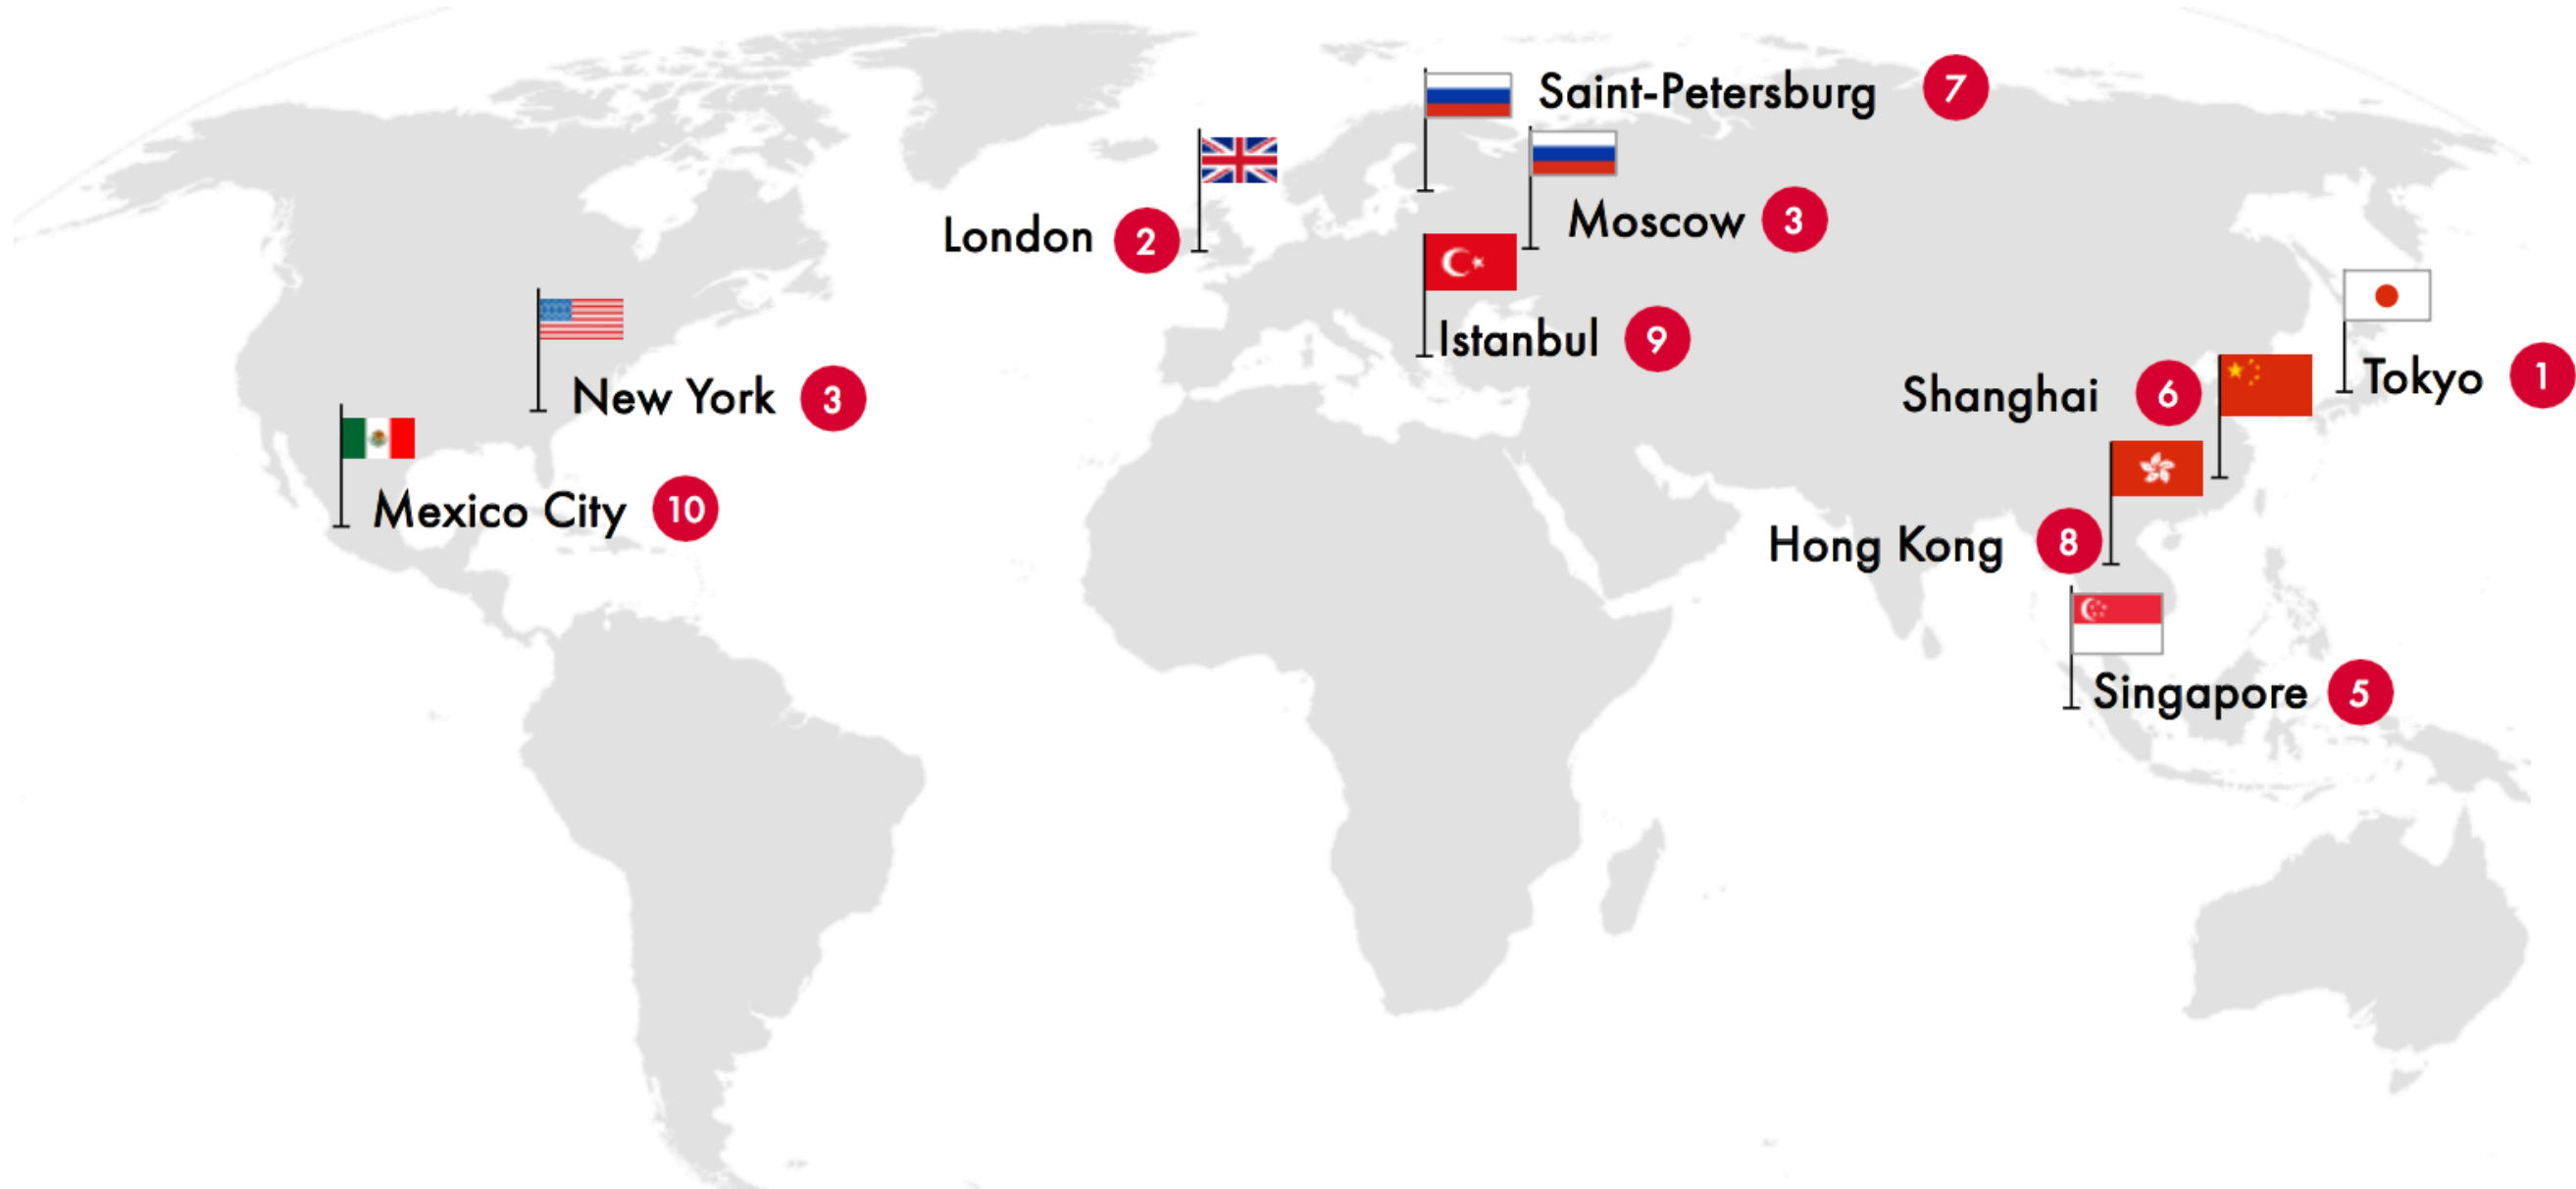 Saint-Petersburg 7
Moscow 3
London 2
Istanbul 9
New York 3
Tokyo 1
Shanghai 6
Mexico City 10
Hong Kong 8
Singapore 5